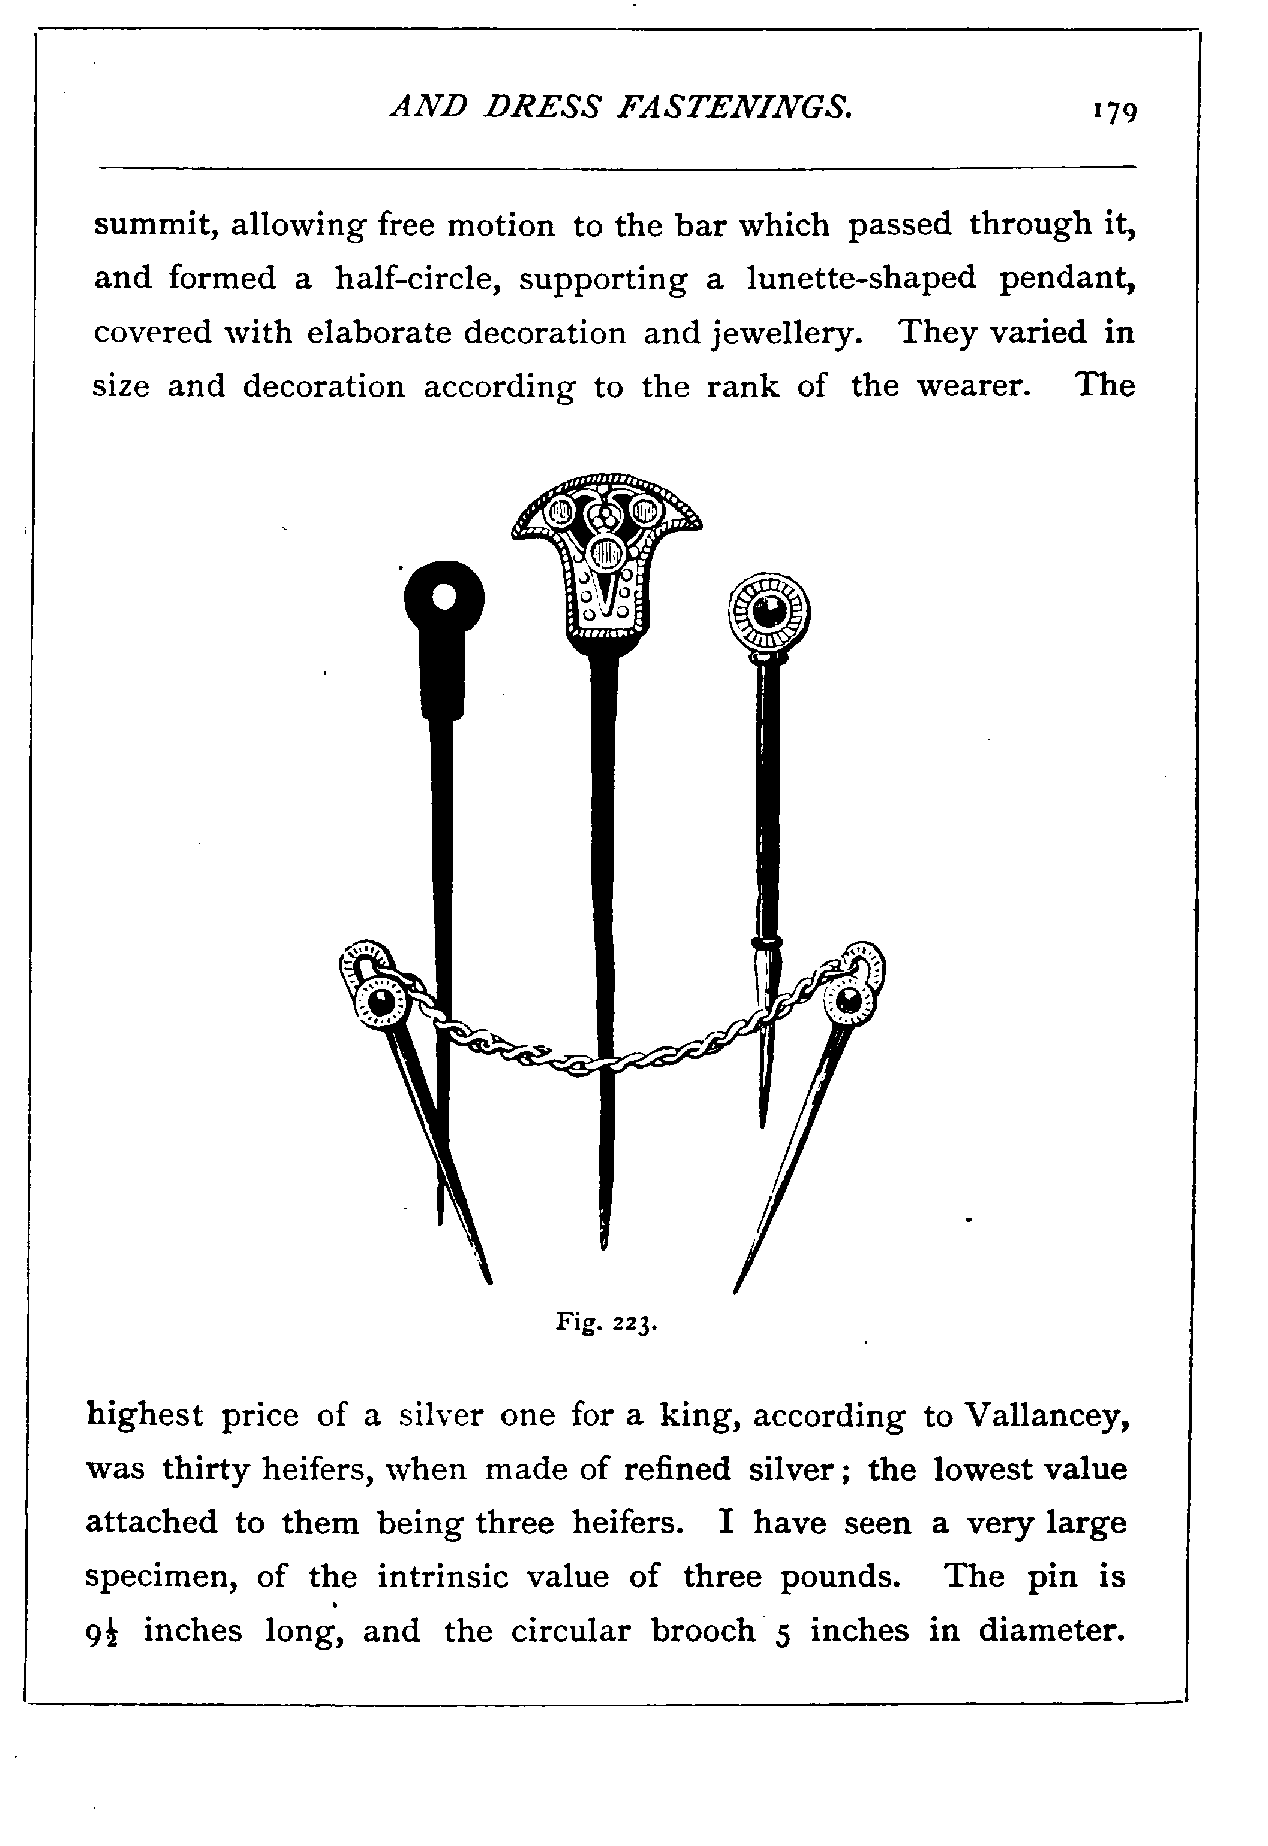 AND DRESS FASTENINGS. 179
summit, allowing free motion to the bar which passed through it,
and formed a half-circle, supporting a lunette-shaped pendant,
covered with elaborate decoration and jewellery. They varied in
size and decoration according to the rank of the wearer. The
Fig. 223.
highest price of a silver one for a king, according to Vallancey,
was thirty heifers, when made of refined silver; the lowest value
attached to them being three heifers. I have seen a very large
specimen, of the intrinsic value of three pounds. The pin is
9½ inches long, and the circular brooch 5 inches in diameter.